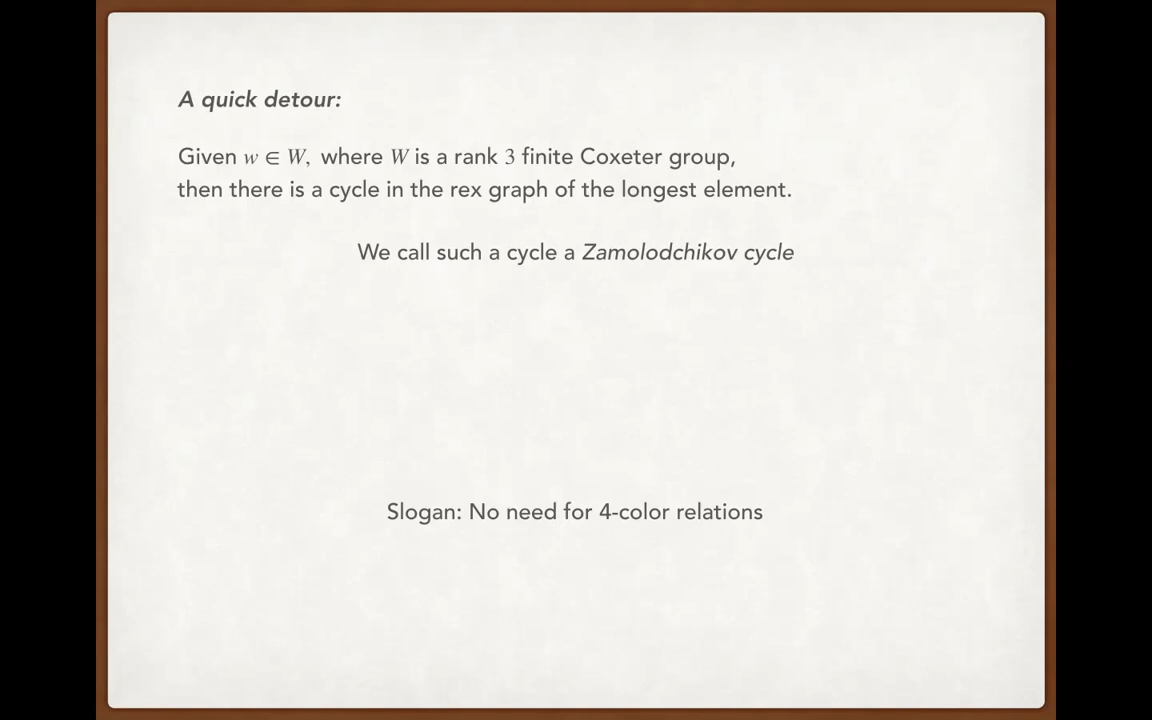 A quick detour:
Given w ∈ W, where W is a rank 3 finite Coxeter group,
then there is a cycle in the rex graph of the longest element.
We call such a cycle a Zamolodchikov cycle
Slogan: No need for 4-color relations